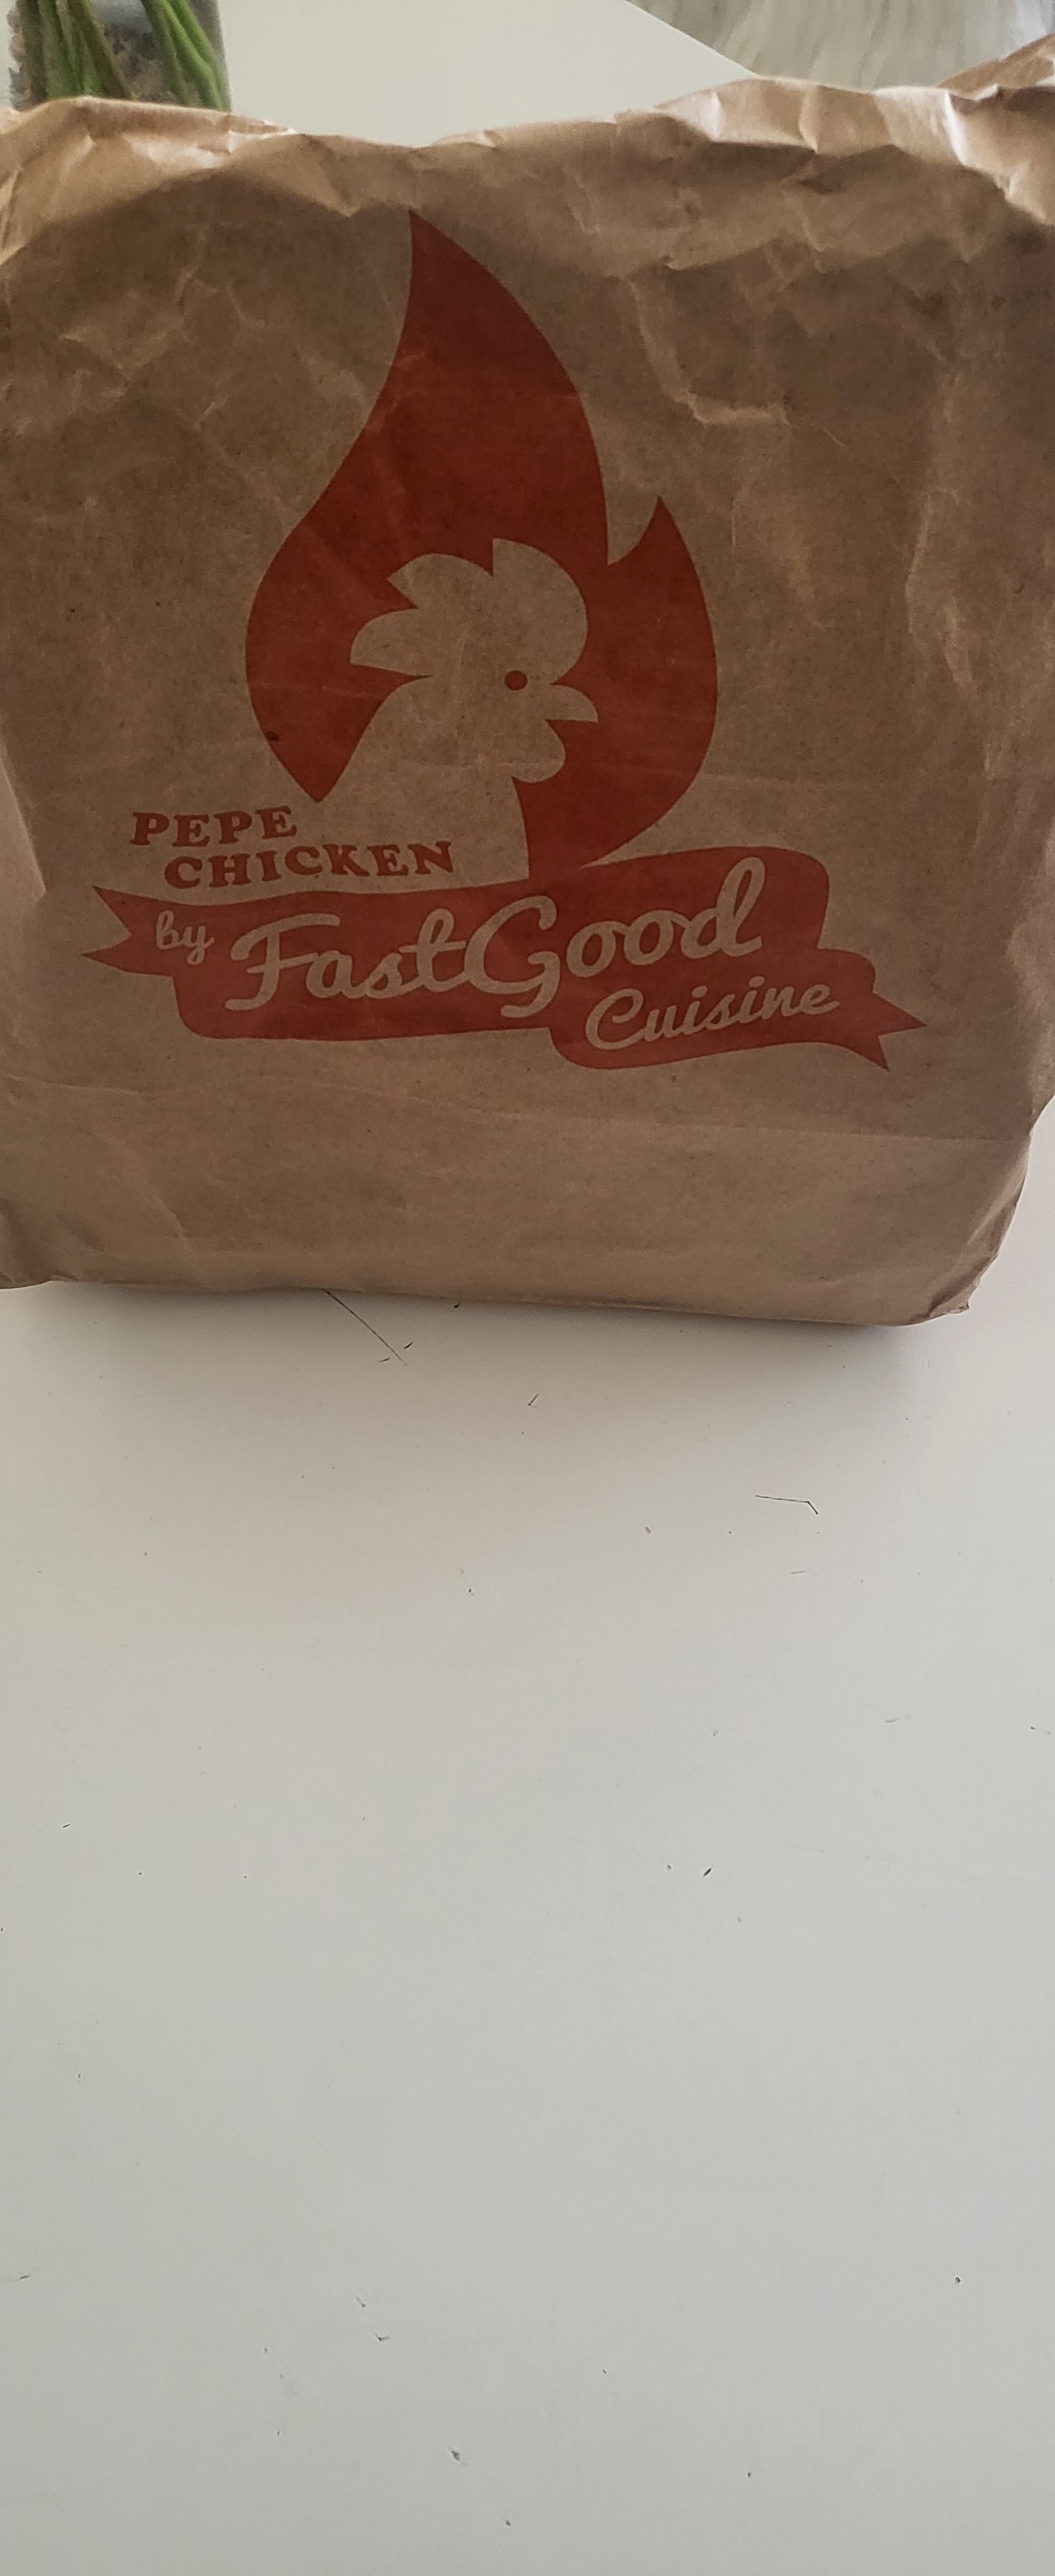 PEPE
CHICKEN
by FastGood
Cuisine